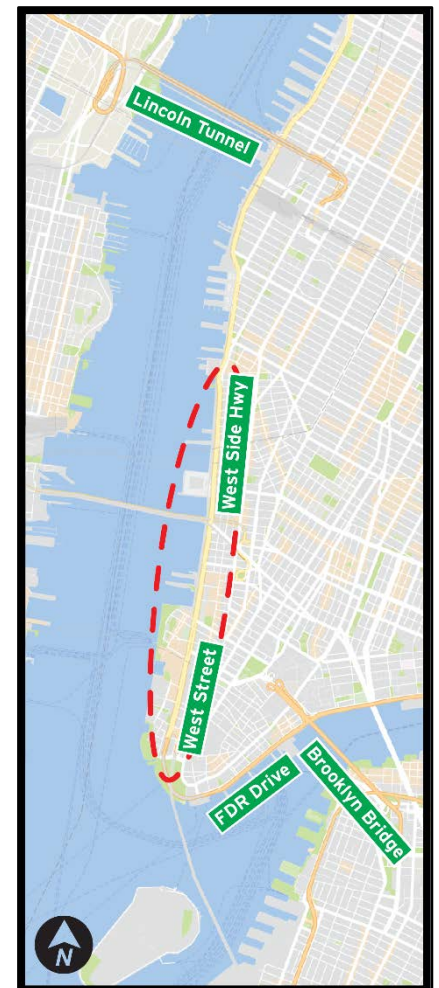 Lincoln Tunnel
West Side Hwy
West Street
FDR Drive
Brooklyn Bridge
N